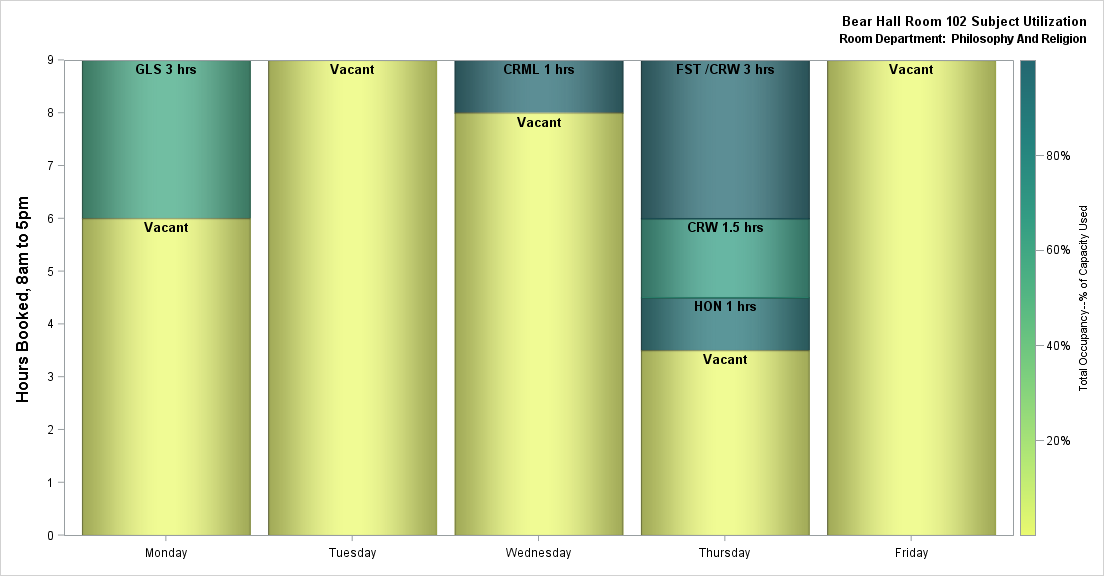 Bear Hall Room 102 Subject Utilization
Room Department: Philosophy And Religion
Hours Booked, 8am to 5pm
9
8
7
6
5
4
3
2
1
0
GLS 3 hrs
Vacant
Vacant
CRML 1 hrs
Vacant
FST /CRW 3 hrs
CRW 1.5 hrs
HON 1 hrs
Vacant
Vacant
Monday
Tuesday
Wednesday
Thursday
Friday
80%
60%
40%
20%
Total Occupancy--% of Capacity Used